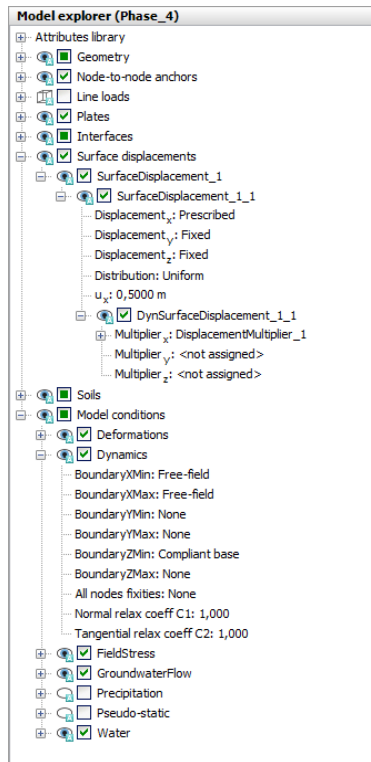 Model explorer (Phase_4)
Attributes library
Geometry
Node-to-node anchors
Line loads
Plates
Interfaces
Surface displacements
SurfaceDisplacement_1
SurfaceDisplacement_1_1
Displacementx: Prescribed
Displacementy: Fixed
Displacementz: Fixed
Distribution: Uniform
ux: 0,5000 m
DynSurfaceDisplacement_1_1
Multiplierx: DisplacementMultiplier_1
Multipliery: <not assigned>
Multiplierz: <not assigned>
Soils
Model conditions
Deformations
Dynamics
BoundaryXMin: Free-field
BoundaryXMax: Free-field
BoundaryYMin: None
BoundaryYMax: None
BoundaryZMin: Compliant base
BoundaryZMax: None
All nodes fixities: None
Normal relax coeff C1: 1,000
Tangential relax coeff C2: 1,000
FieldStress
GroundwaterFlow
Precipitation
Pseudo-static
Water